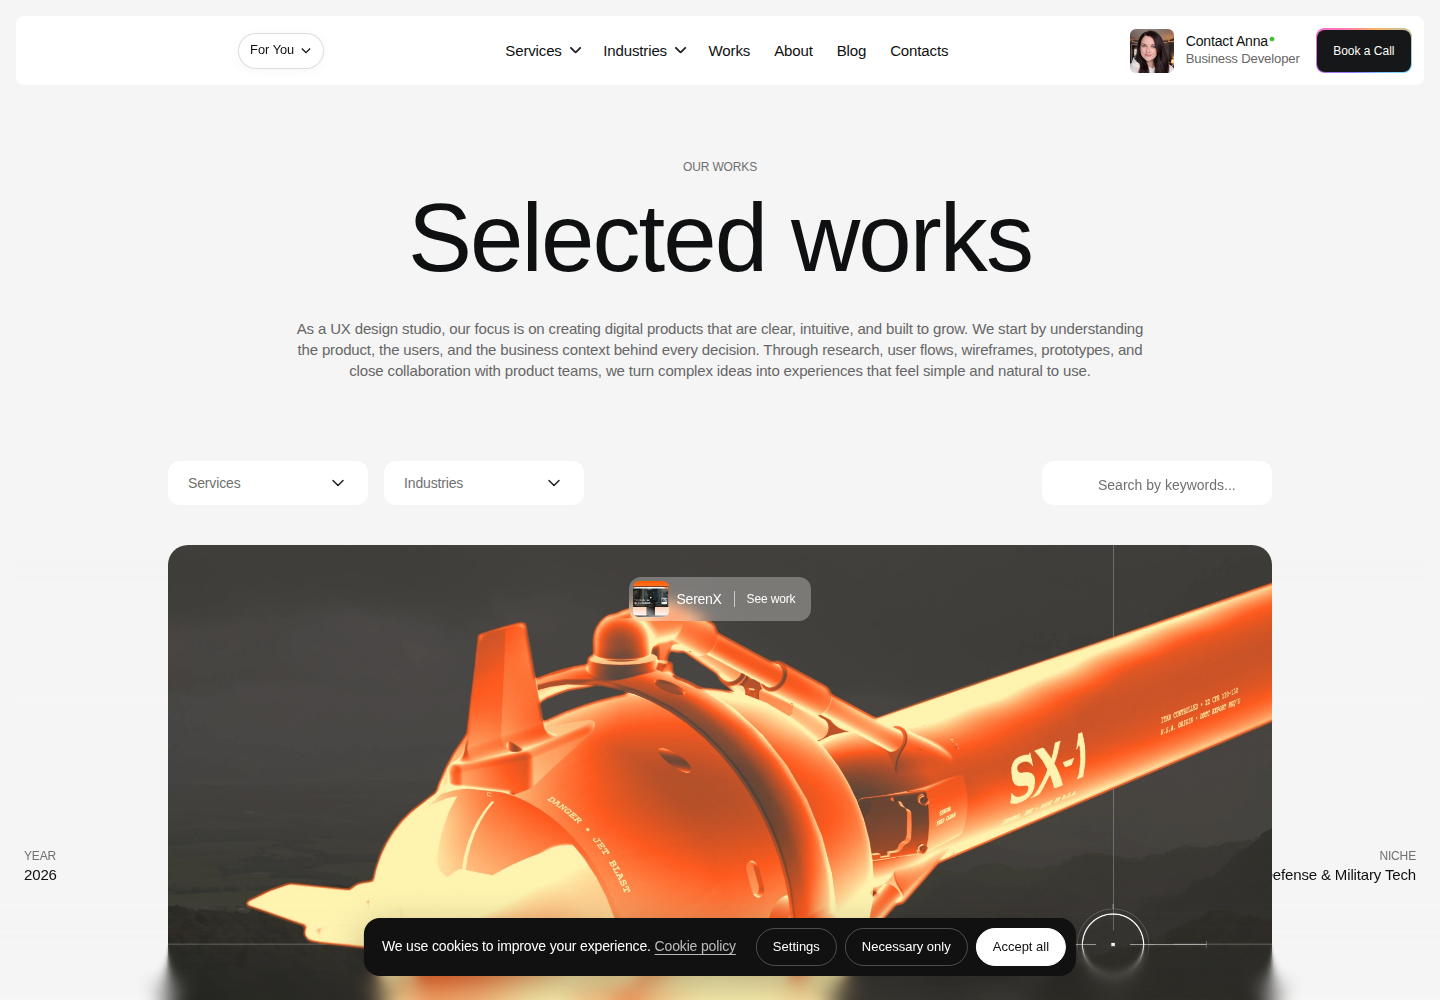 For You
Services
Industries
Works
About
Blog
Contacts
Contact Anna
Business Developer
Book a Call
OUR WORKS
Selected works
As a UX design studio, our focus is on creating digital products that are clear, intuitive, and built to grow. We start by understanding
the product, the users, and the business context behind every decision. Through research, user flows, wireframes, prototypes, and
close collaboration with product teams, we turn complex ideas into experiences that feel simple and natural to use.
Services
Industries
Search by keywords...
SerenX
See work
SX-1
DANGER • JET BLAST
YEAR
2026
NICHE
efense & Military Tech
We use cookies to improve your experience. Cookie policy
Settings
Necessary only
Accept all